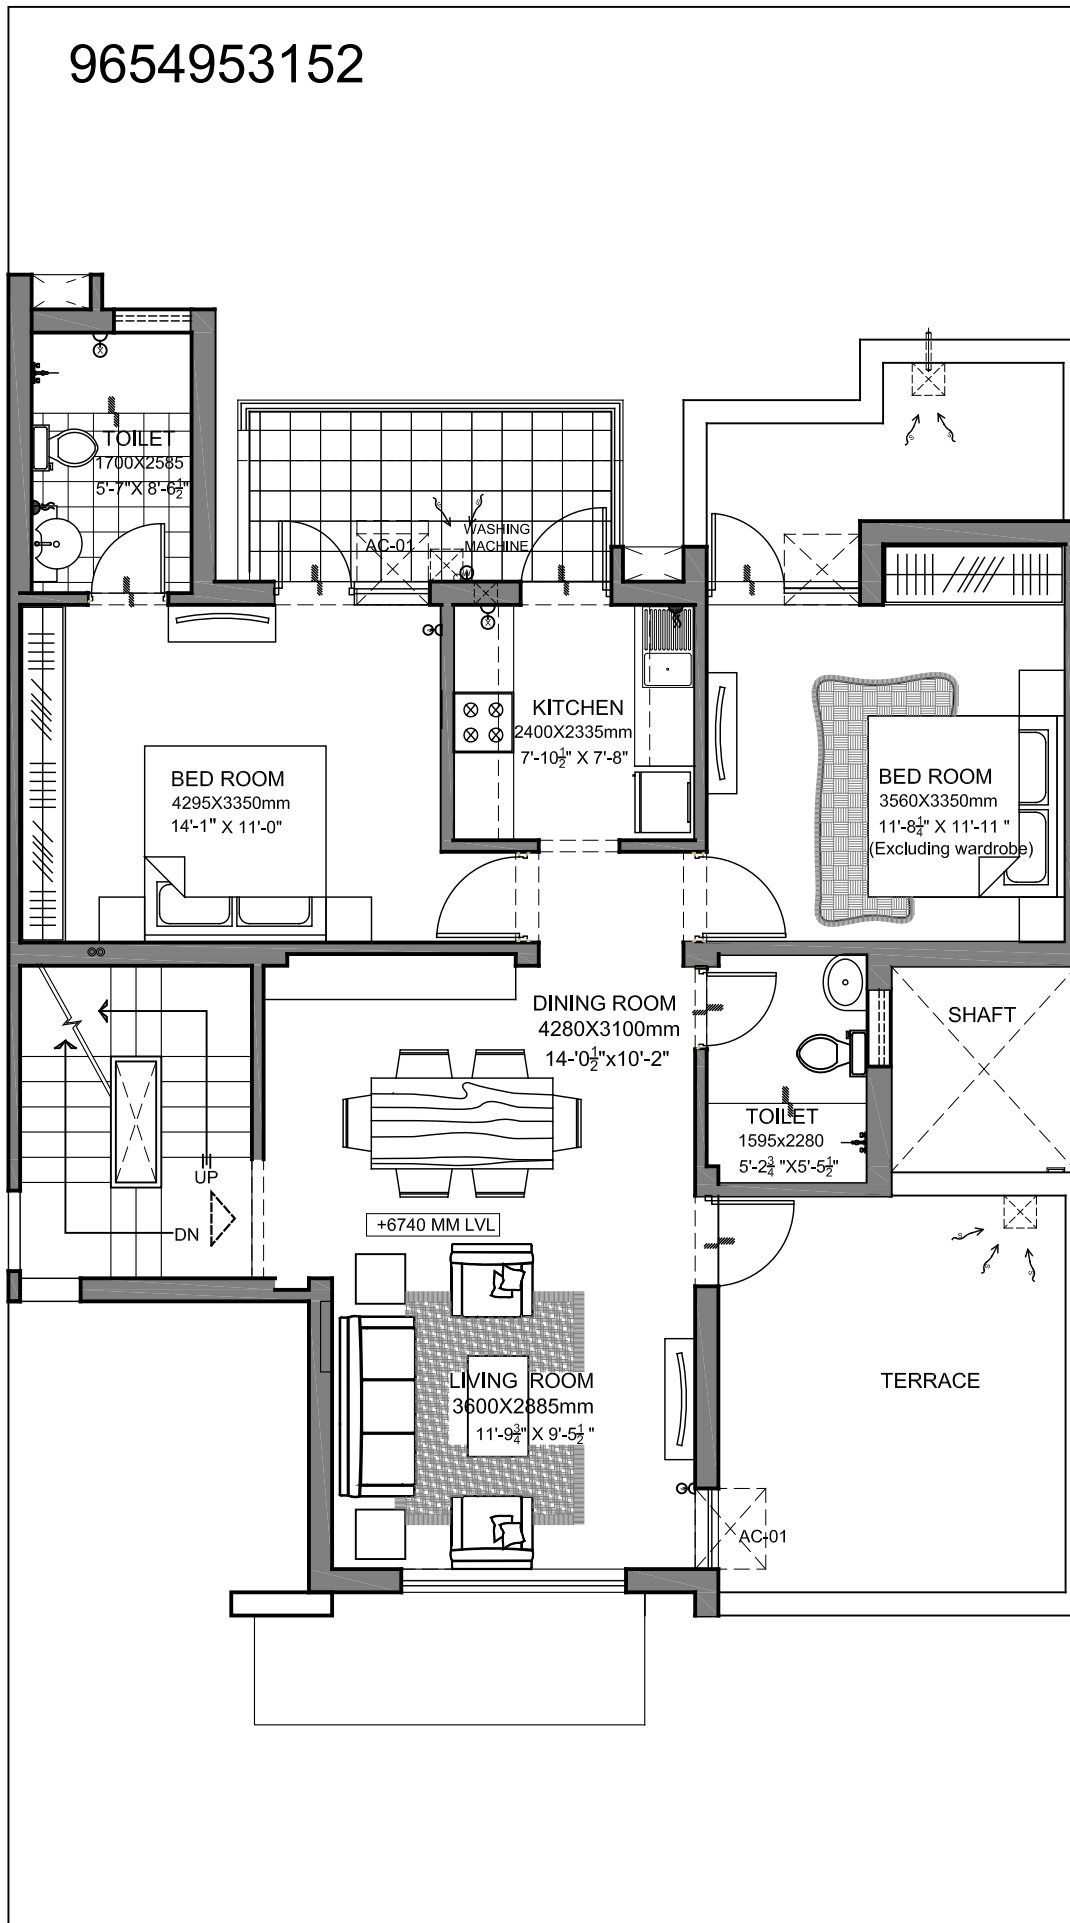 9654953152
TOILET
1700X2585
5'-7"X 8'-6½"
AC-01
WASHING
MACHINE
KITCHEN
2400X2335mm
7'-10½" X 7'-8"
BED ROOM
4295X3350mm
14'-1" X 11'-0"
BED ROOM
3560X3350mm
11'-8¼" X 11'-11 "
(Excluding wardrobe)
DINING ROOM
4280X3100mm
14-'0½"x10'-2"
SHAFT
TOILET
1595x2280
5'-2¾ "X5'-5½"
UP
DN
+6740 MM LVL
LIVING ROOM
3600X2885mm
11'-9¾" X 9'-5½ "
TERRACE
AC-01